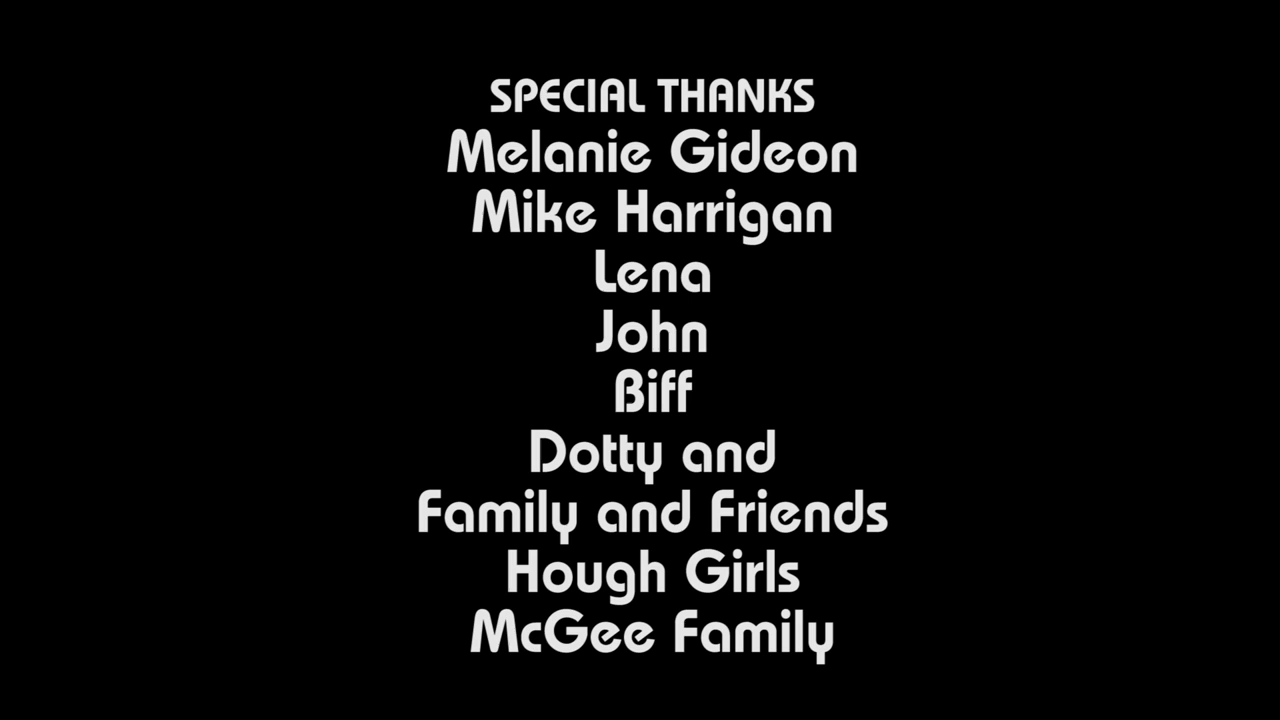 SPECIAL THANKS
Melanie Gideon
Mike Harrigan
Lena
John
Biff
Dotty and
Family and Friends
Hough Girls
McGee Family